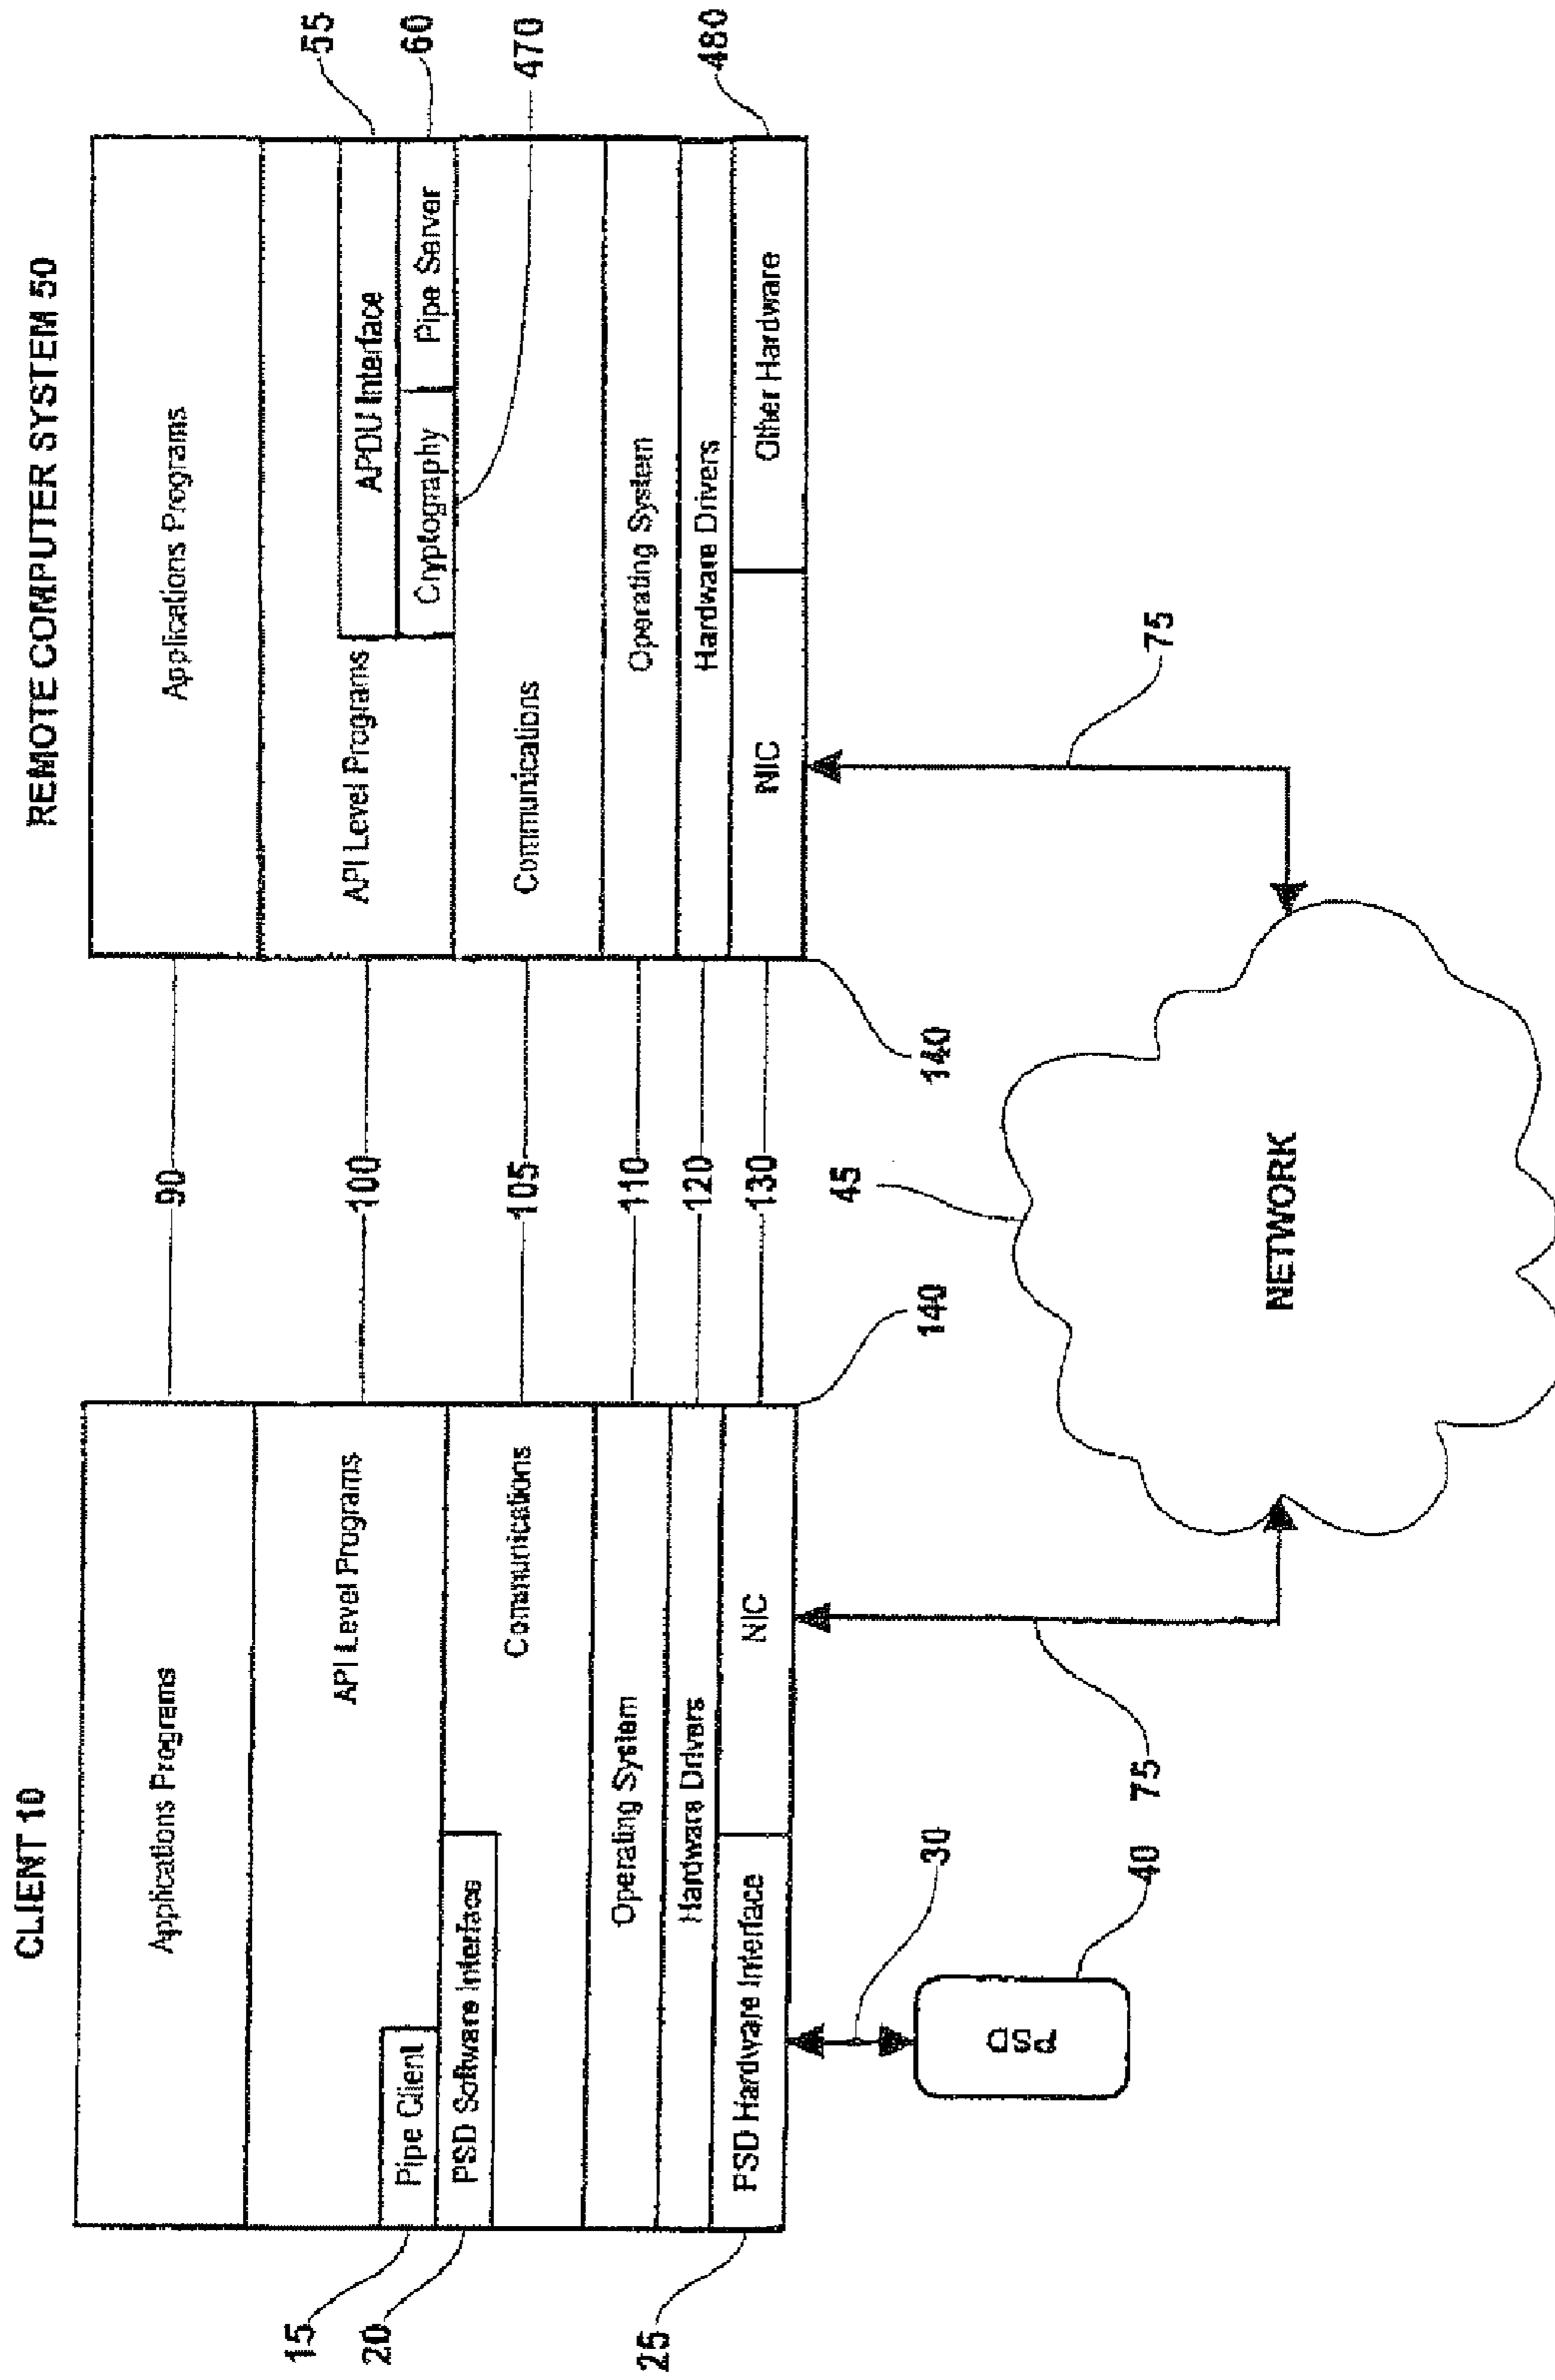 CLIENT 10
REMOTE COMPUTER SYSTEM 50
Applications Programs
90
Applications Programs
API Level Programs
100
API Level Programs
APDU Interface
55
15
Pipe Client
Cryptography
Pipe Server
60
20
PSD Software Interface
470
Communications
105
Communications
Operating System
110
Operating System
Hardware Drivers
120
Hardware Drivers
25
PSD Hardware Interface
NIC
130
NIC
Other Hardware
480
45
140
140
30
PSD
40
75
75
NETWORK